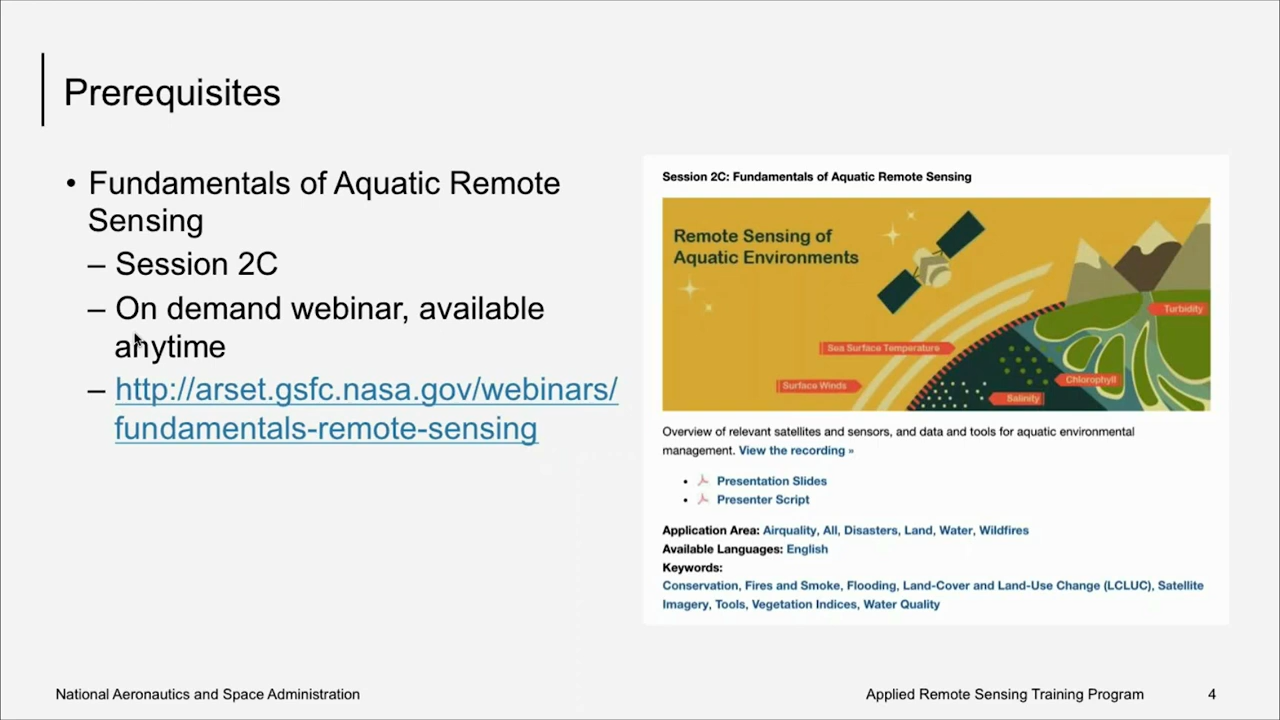 Prerequisites
• Fundamentals of Aquatic Remote
Sensing
– Session 2C
– On demand webinar, available
anytime
– http://arset.gsfc.nasa.gov/webinars/
fundamentals-remote-sensing
Session 2C: Fundamentals of Aquatic Remote Sensing
Remote Sensing of
Aquatic Environments
Turbidity
Sea Surface Temperature
Chlorophyll
Surface Winds
Salinity
Overview of relevant satellites and sensors, and data and tools for aquatic environmental
management. View the recording »
• Presentation Slides
• Presenter Script
Application Area: Airquality, All, Disasters, Land, Water, Wildfires
Available Languages: English
Keywords:
Conservation, Fires and Smoke, Flooding, Land-Cover and Land-Use Change (LCLUC), Satellite
Imagery, Tools, Vegetation Indices, Water Quality
National Aeronautics and Space Administration
Applied Remote Sensing Training Program
4